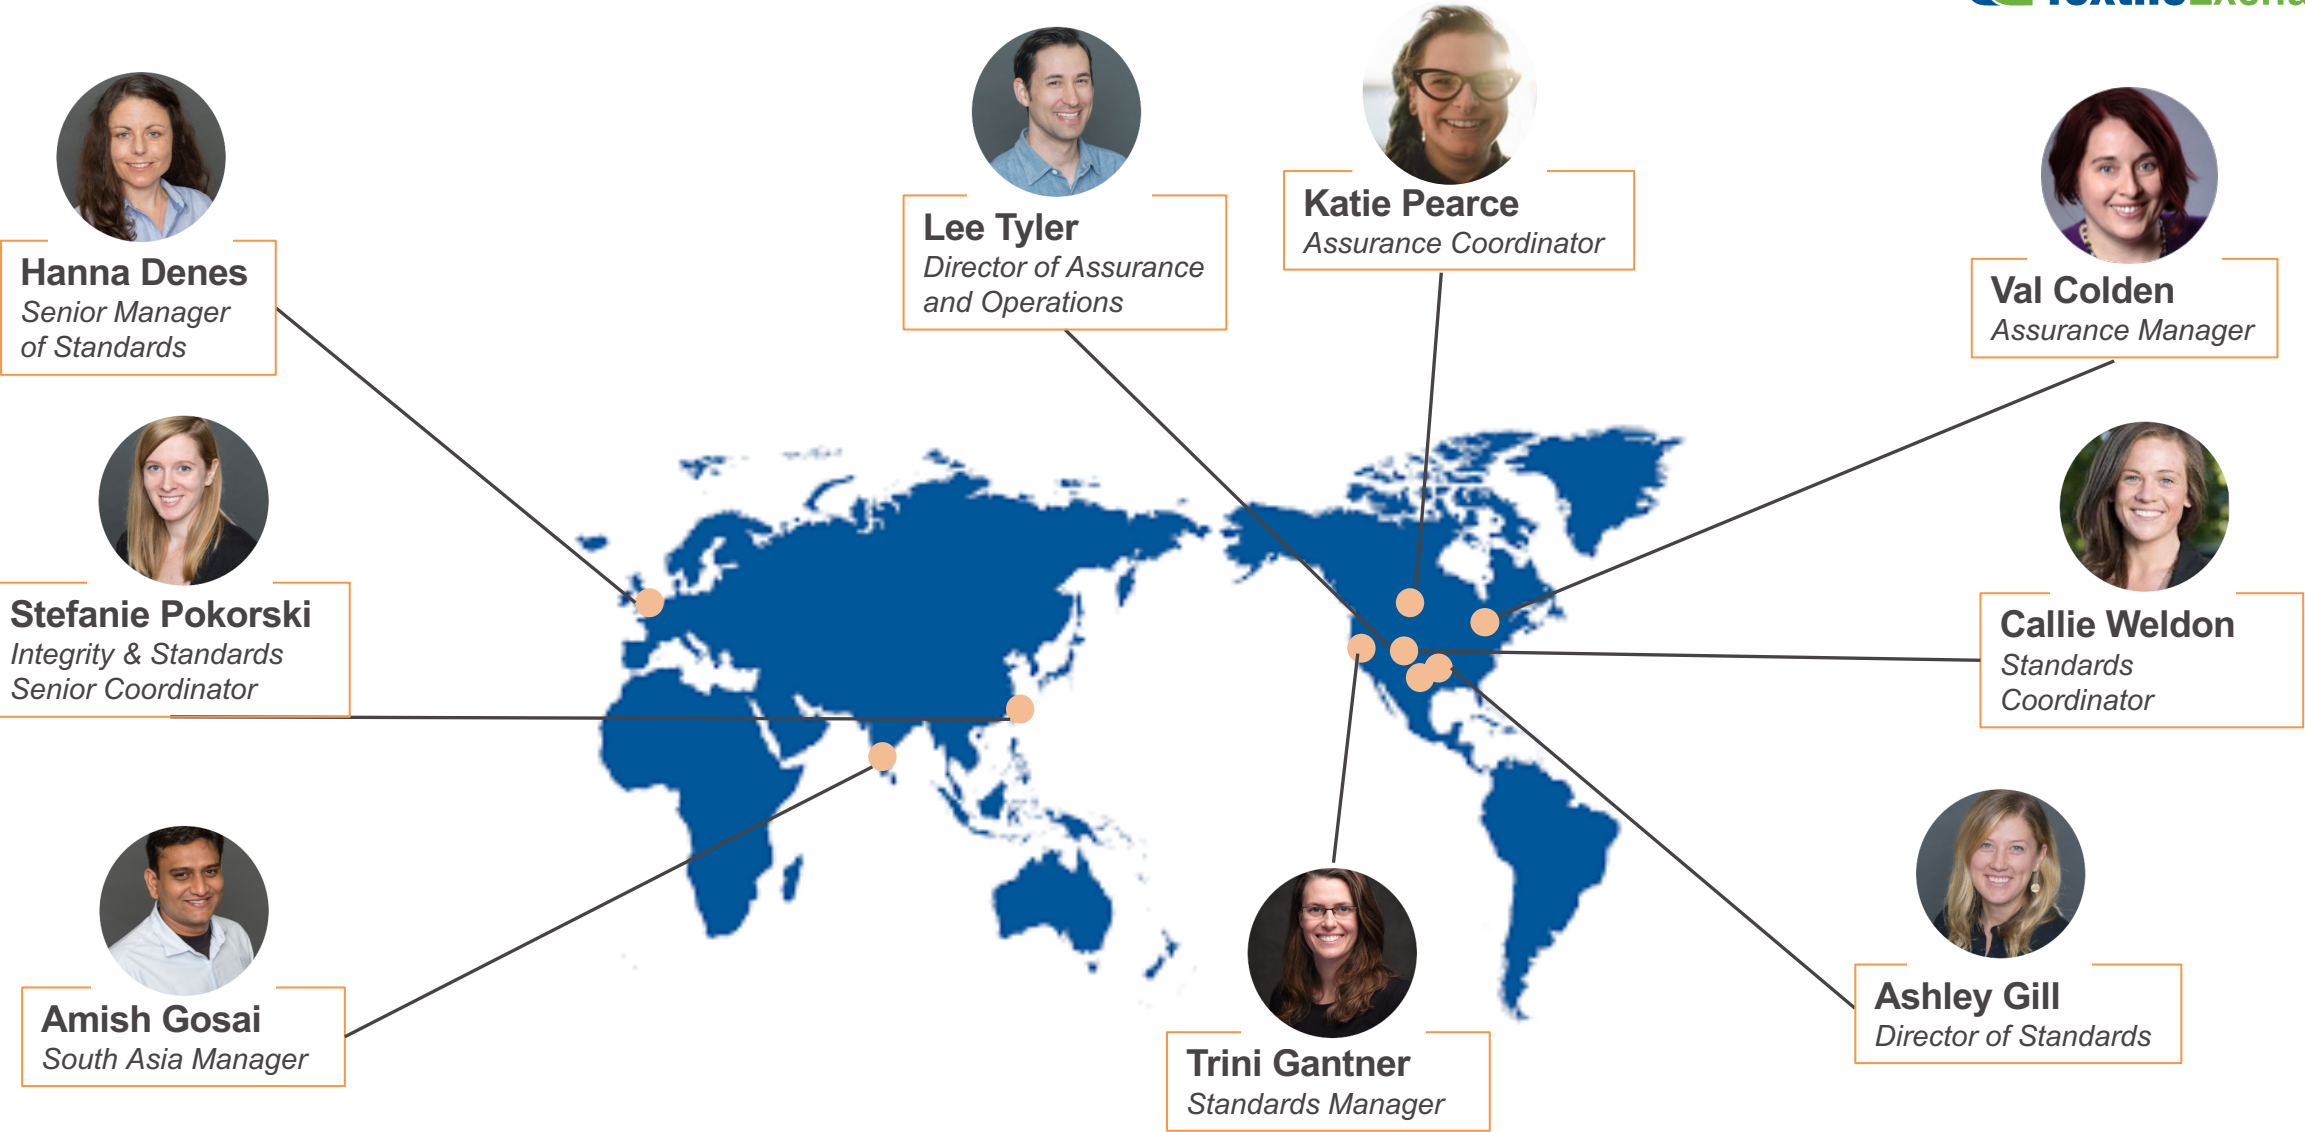 Hanna Denes
Senior Manager
of Standards
Lee Tyler
Director of Assurance
and Operations
Katie Pearce
Assurance Coordinator
Val Colden
Assurance Manager
Stefanie Pokorski
Integrity & Standards
Senior Coordinator
Callie Weldon
Standards
Coordinator
Amish Gosai
South Asia Manager
Trini Gantner
Standards Manager
Ashley Gill
Director of Standards